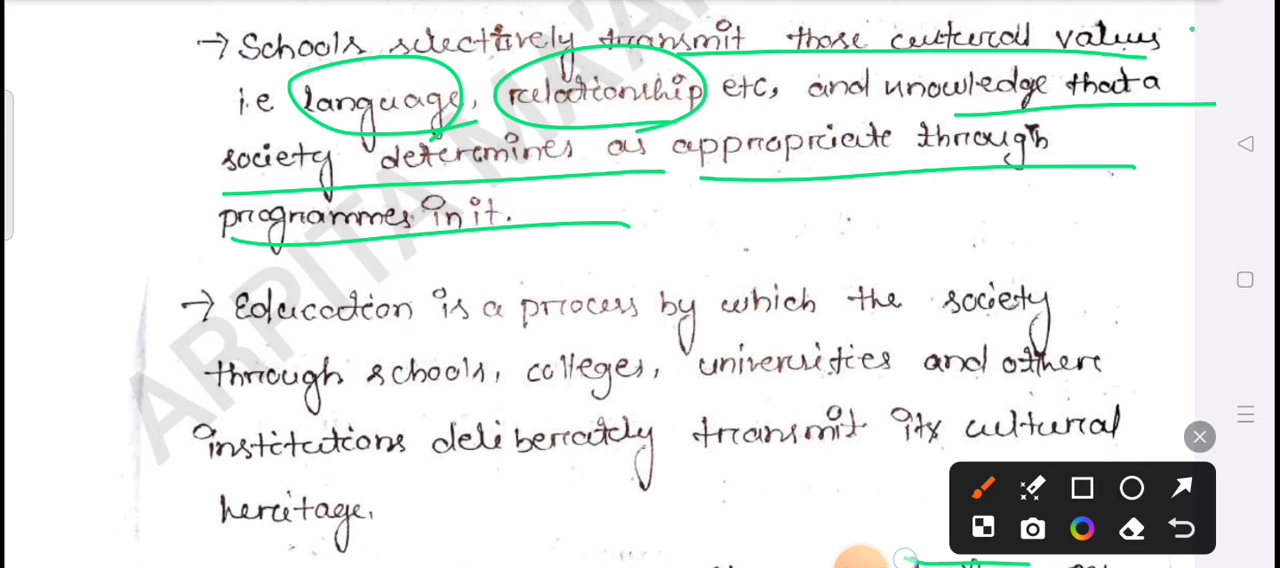 → Schools selectively transmit those cultural values
i.e language, relationship etc, and knowledge that a
society determines as appropriate through
programmes in it.
→ Education is a process by which the society
through schools, colleges, universities and other
institutions deliberately transmit its cultural
heritage.
ARPITA MA'A